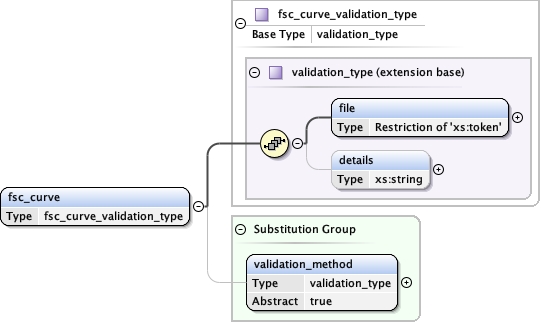 fsc_curve_validation_type
Base Type validation_type
validation_type (extension base)
file
Type Restriction of 'xs:token'
details
Type xs:string
fsc_curve
Type fsc_curve_validation_type
Substitution Group
validation_method
Type validation_type
Abstract true